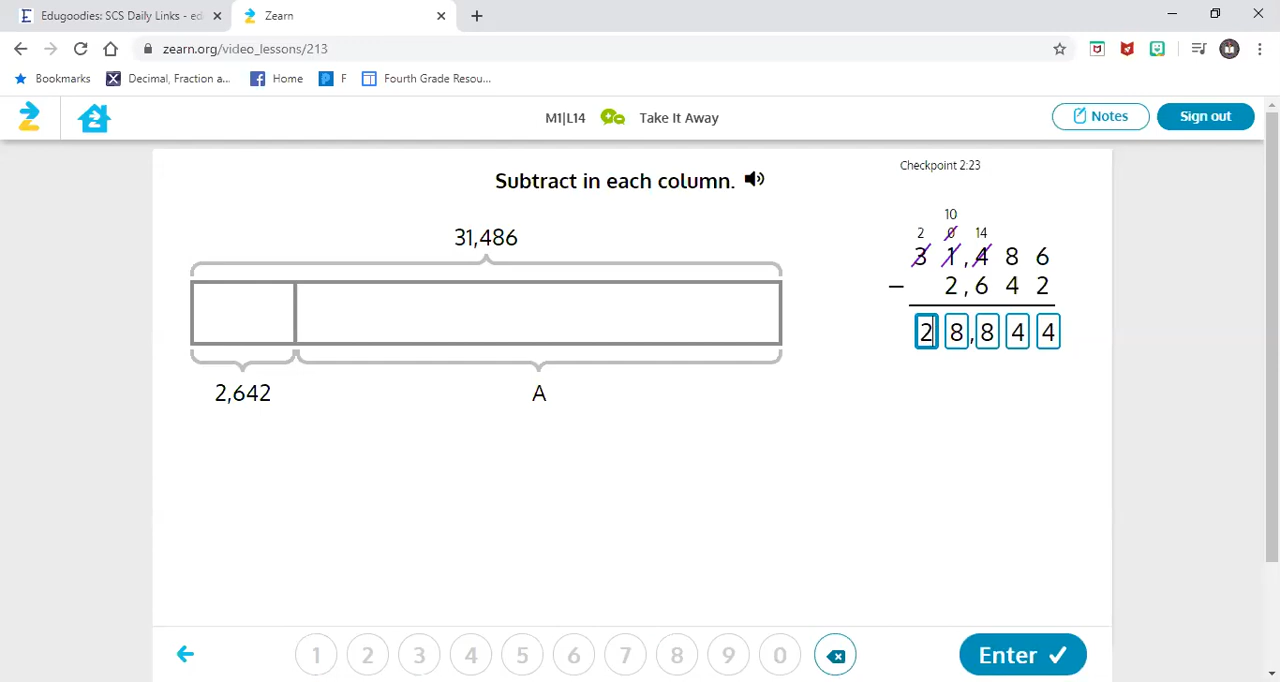 Edugoodies: SCS Daily Links - ed
Zearn
zearn.org/video_lessons/213
Bookmarks
Decimal, Fraction a...
Home
F
Fourth Grade Resou...
M1|L14
Take It Away
Notes
Sign out
Checkpoint 2:23
Subtract in each column.
31,486
2,642
A
10
2 0 14
3 1,4 8 6
− 2,6 4 2
2 8,8 4 4
1 2 3 4 5 6 7 8 9 0
Enter ✓